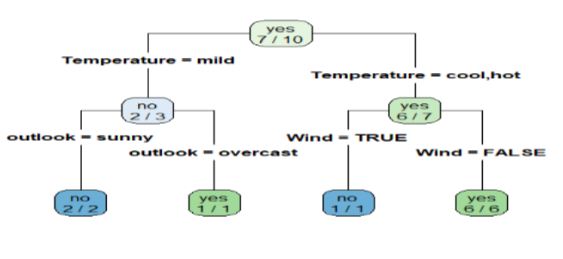 yes
7 / 10
Temperature = mild
Temperature = cool,hot
no
2 / 3
yes
6 / 7
outlook = sunny
outlook = overcast
Wind = TRUE
Wind = FALSE
no
2 / 2
yes
1 / 1
no
1 / 1
yes
6 / 6